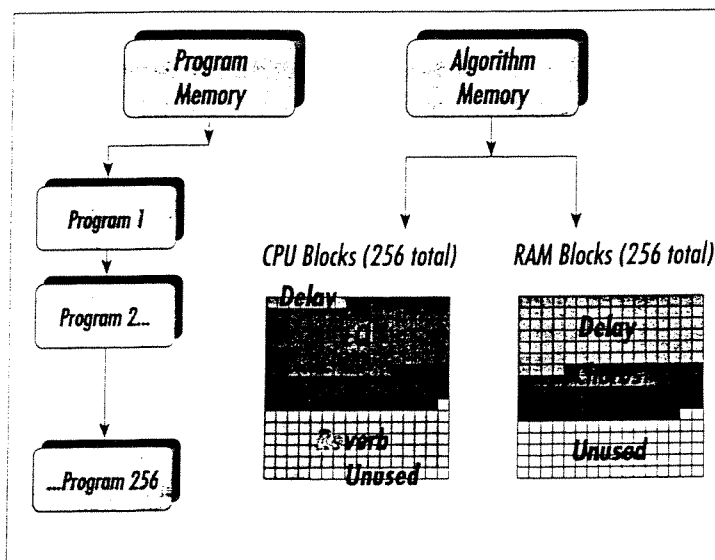 Program
Memory
Algorithm
Memory
Program 1
Program 2...
...Program 256
CPU Blocks (256 total)
RAM Blocks (256 total)
Delay
Reverb
Unused
Delay
Chorus
Unused